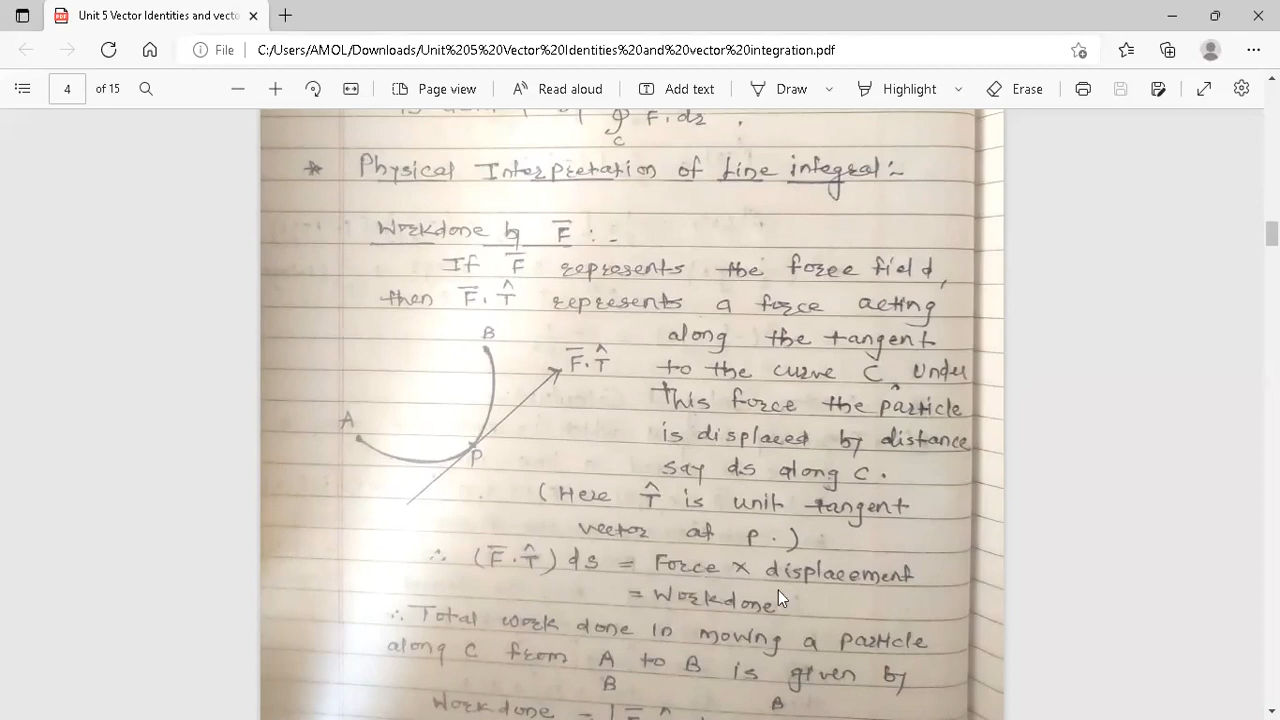 Unit 5 Vector Identities and vecto
File
C:/Users/AMOL/Downloads/Unit%205%20Vector%20Identities%20and%20vector%20integration.pdf
4 of 15
Page view
Read aloud
Add text
Draw
Highlight
Erase
∮ F̅.dr .
C
* Physical Interpretation of Line integral :~
Workdone by F̅ : -
If F̅ represents the force field,
then F̅.T̂ represents a force acting
along the tangent
to the curve C. Under
This force the particle
is displaced by distance
say ds along C.
(Here T̂ is unit tangent
vector at P.)
A
B
P
F̅.T̂
∴ (F̅.T̂) ds = Force × displacement
= Workdone
∴ Total work done in moving a particle
along C from A to B is given by
B B
Workdone = ∫ F̅